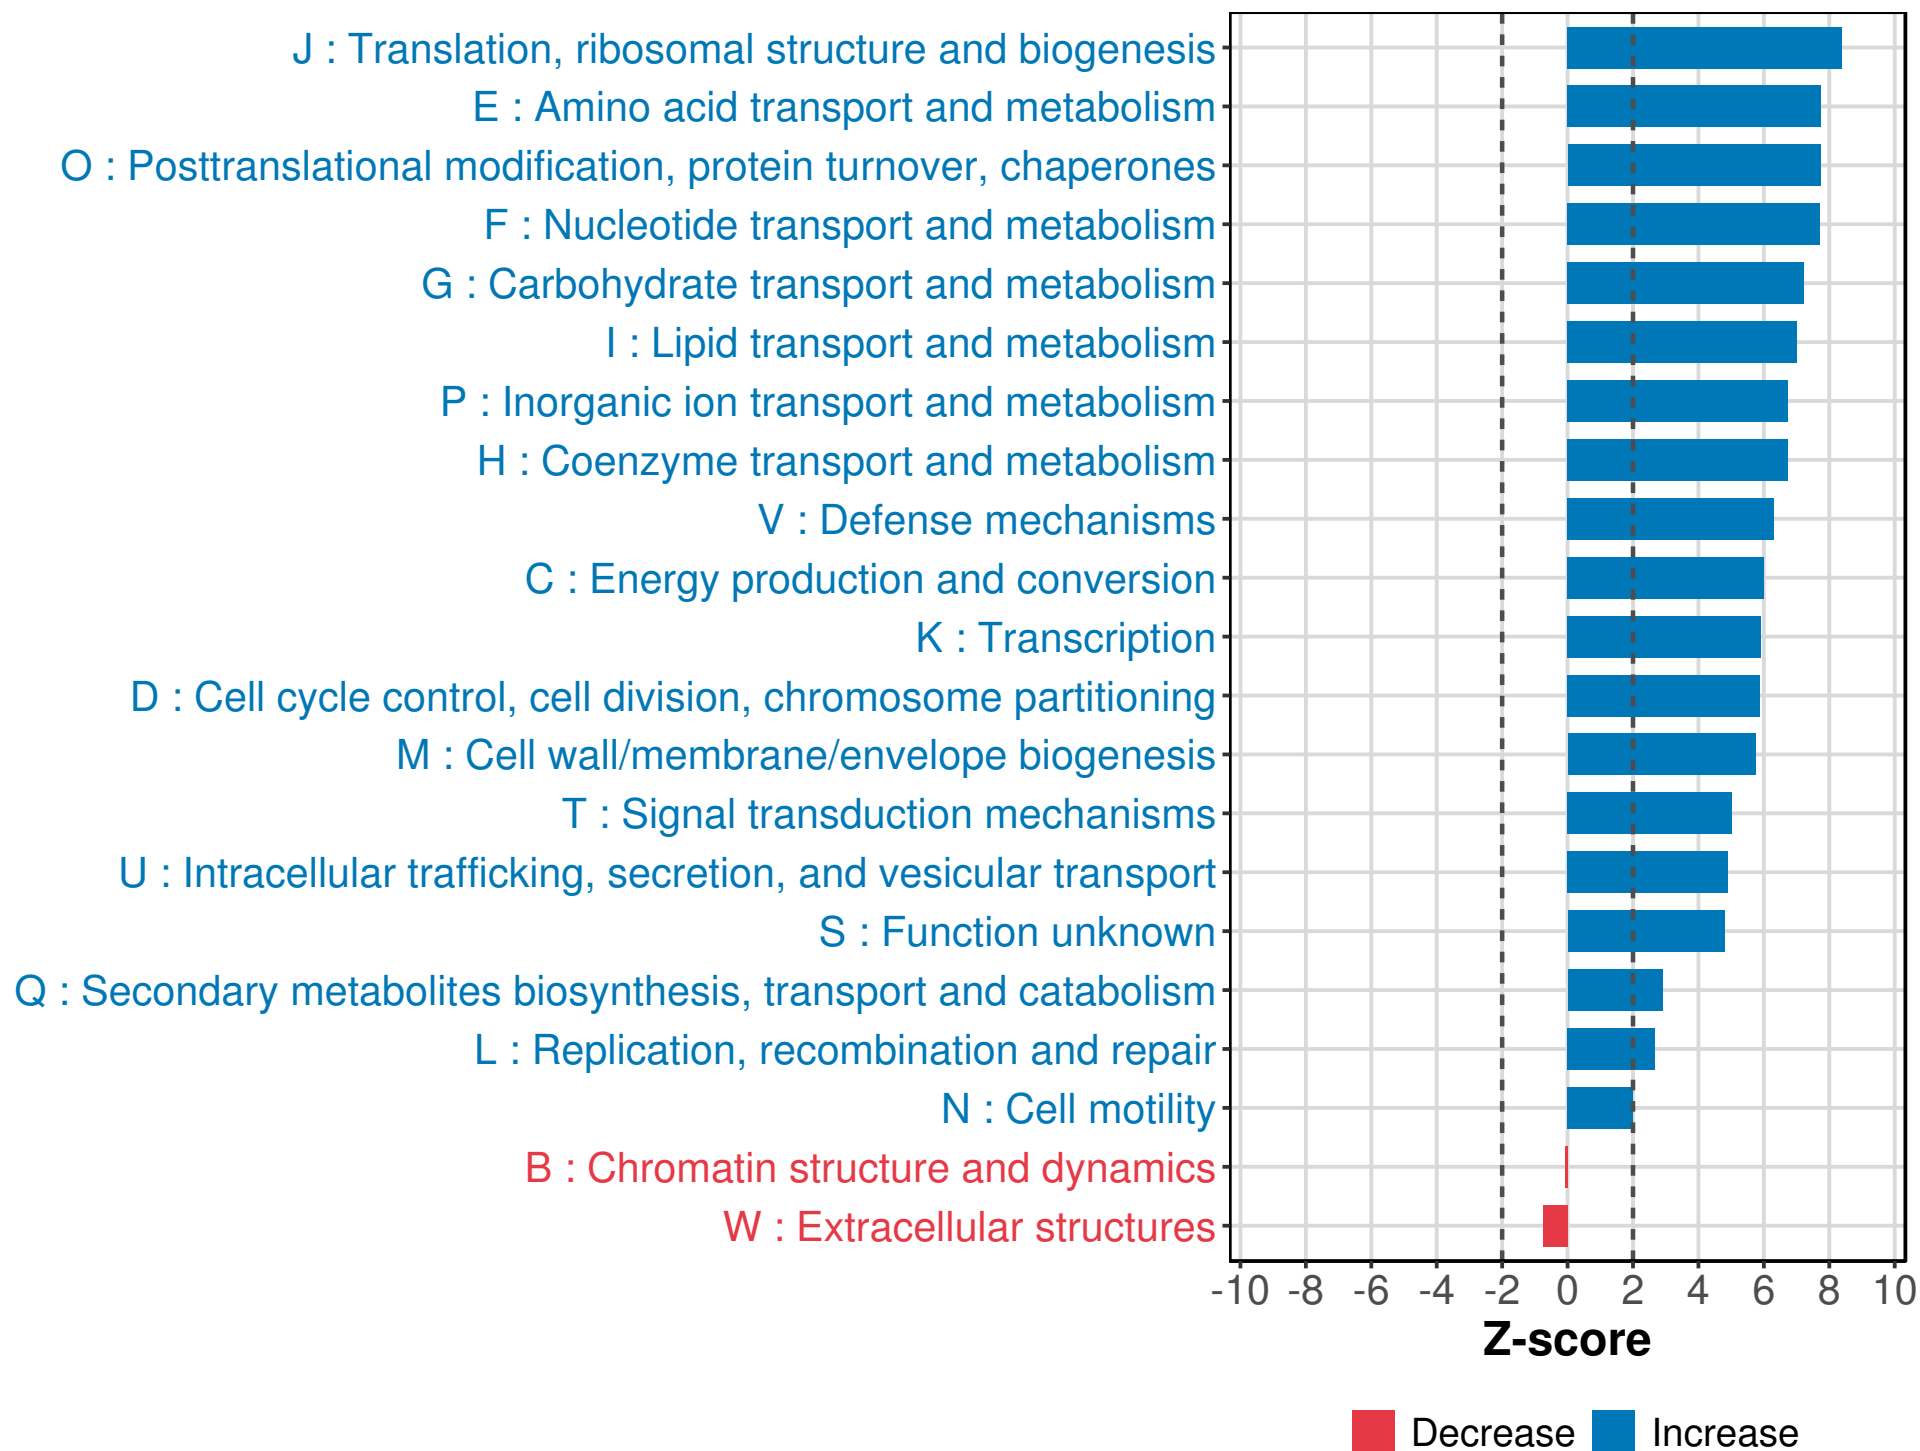 J : Translation, ribosomal structure and biogenesis
E : Amino acid transport and metabolism
O : Posttranslational modification, protein turnover, chaperones
F : Nucleotide transport and metabolism
G : Carbohydrate transport and metabolism
I : Lipid transport and metabolism
P : Inorganic ion transport and metabolism
H : Coenzyme transport and metabolism
V : Defense mechanisms
C : Energy production and conversion
K : Transcription
D : Cell cycle control, cell division, chromosome partitioning
M : Cell wall/membrane/envelope biogenesis
T : Signal transduction mechanisms
U : Intracellular trafficking, secretion, and vesicular transport
S : Function unknown
Q : Secondary metabolites biosynthesis, transport and catabolism
L : Replication, recombination and repair
N : Cell motility
B : Chromatin structure and dynamics
W : Extracellular structures
-10 -8 -6 -4 -2 0 2 4 6 8 10
Z-score
Decrease Increase